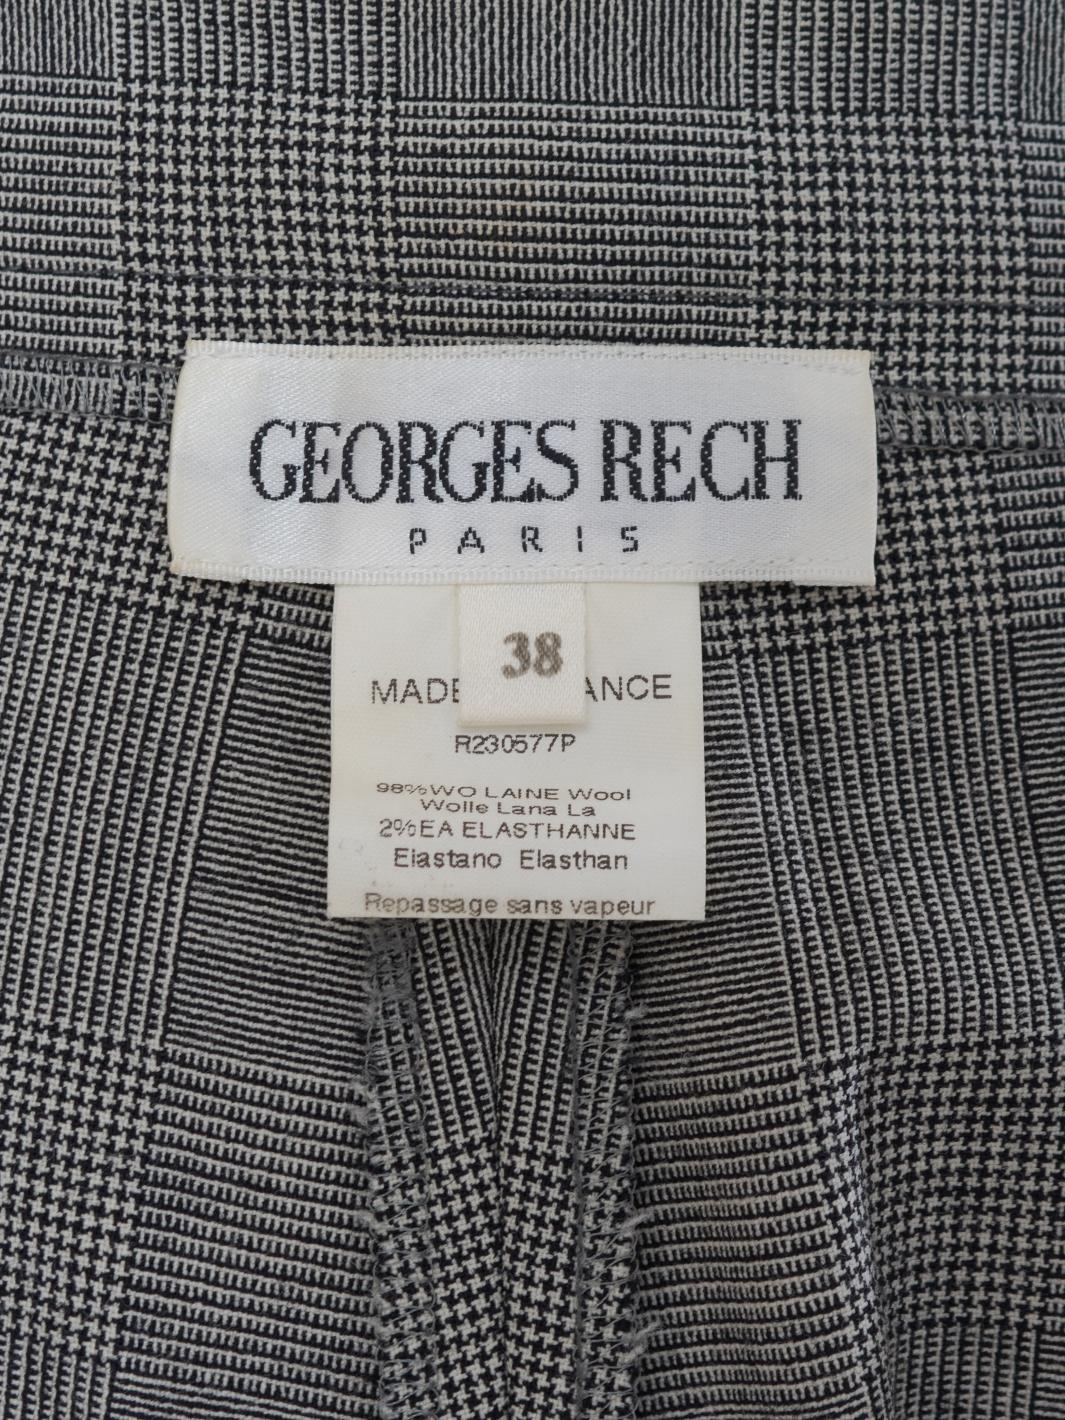 GEORGES RECH
PARIS
38
MADE ANCE
R230577P
98%WO LAINE Wool
Wolle Lana La
2%EA ELASTHANNE
Elastano Elasthan
Repassage sans vapeur